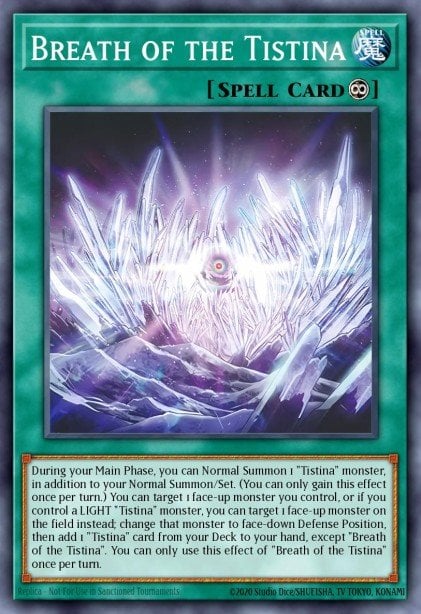 BREATH OF THE TISTINA
SPELL
魔
[SPELL CARD]
During your Main Phase, you can Normal Summon 1 "Tistina" monster,
in addition to your Normal Summon/Set. (You can only gain this effect
once per turn.) You can target 1 face-up monster you control, or if you
control a LIGHT "Tistina" monster, you can target 1 face-up monster on
the field instead; change that monster to face-down Defense Position,
then add 1 "Tistina" card from your Deck to your hand, except "Breath
of the Tistina". You can only use this effect of "Breath of the Tistina"
once per turn.
Replica - Not For Use in Sanctioned Tournaments
©2020 Studio Dice/SHUEISHA, TV TOKYO, KONAMI